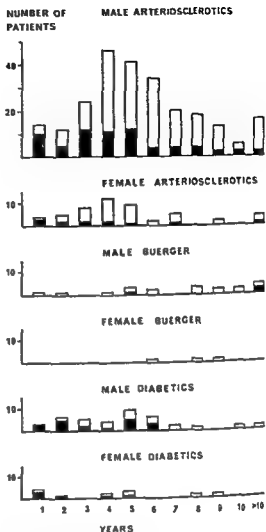 NUMBER OF PATIENTS
MALE ARTERIOSCLEROTICS
40
20
FEMALE ARTERIOSCLEROTICS
10
MALE BUERGER
10
FEMALE BUERGER
10
MALE DIABETICS
10
FEMALE DIABETICS
10
1 2 3 4 5 6 7 8 9 10 >10
YEARS